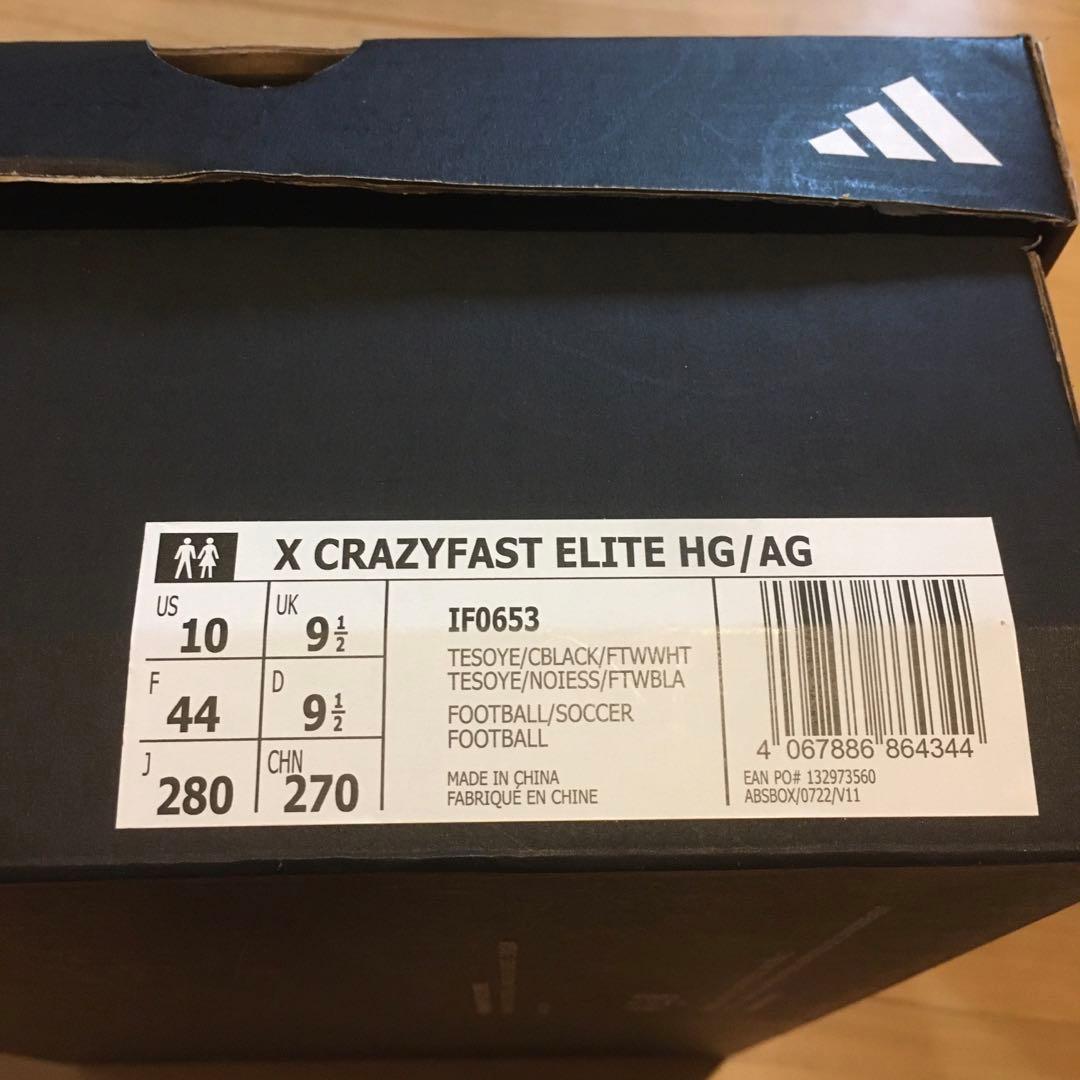 X CRAZYFAST ELITE HG/AG
US 10
UK 9 1/2
F 44
D 9 1/2
J 280
CHN 270
IF0653
TESOYE/CBLACK/FTWWHT
TESOYE/NOIESS/FTWBLA
FOOTBALL/SOCCER
FOOTBALL
MADE IN CHINA
FABRIQUÉ EN CHINE
4 067886 864344
EAN PO# 132973560
ABSBOX/0722/V11